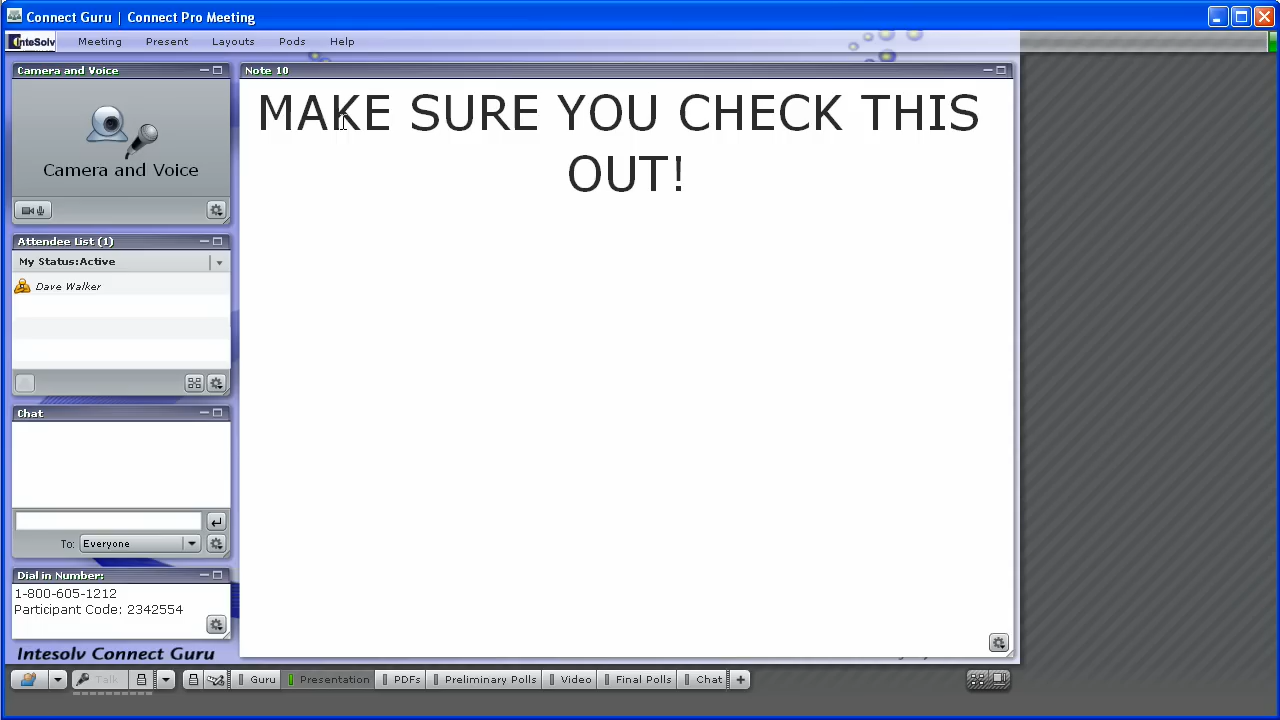 Connect Guru | Connect Pro Meeting
InteSolv Meeting Present Layouts Pods Help
Camera and Voice
Camera and Voice
Attendee List (1)
My Status:Active
Dave Walker
Chat
To: Everyone
Dial in Number:
1-800-605-1212
Participant Code: 2342554
Intesolv Connect Guru
Note 10
MAKE SURE YOU CHECK THIS
OUT!
Talk Guru Presentation PDFs Preliminary Polls Video Final Polls Chat +